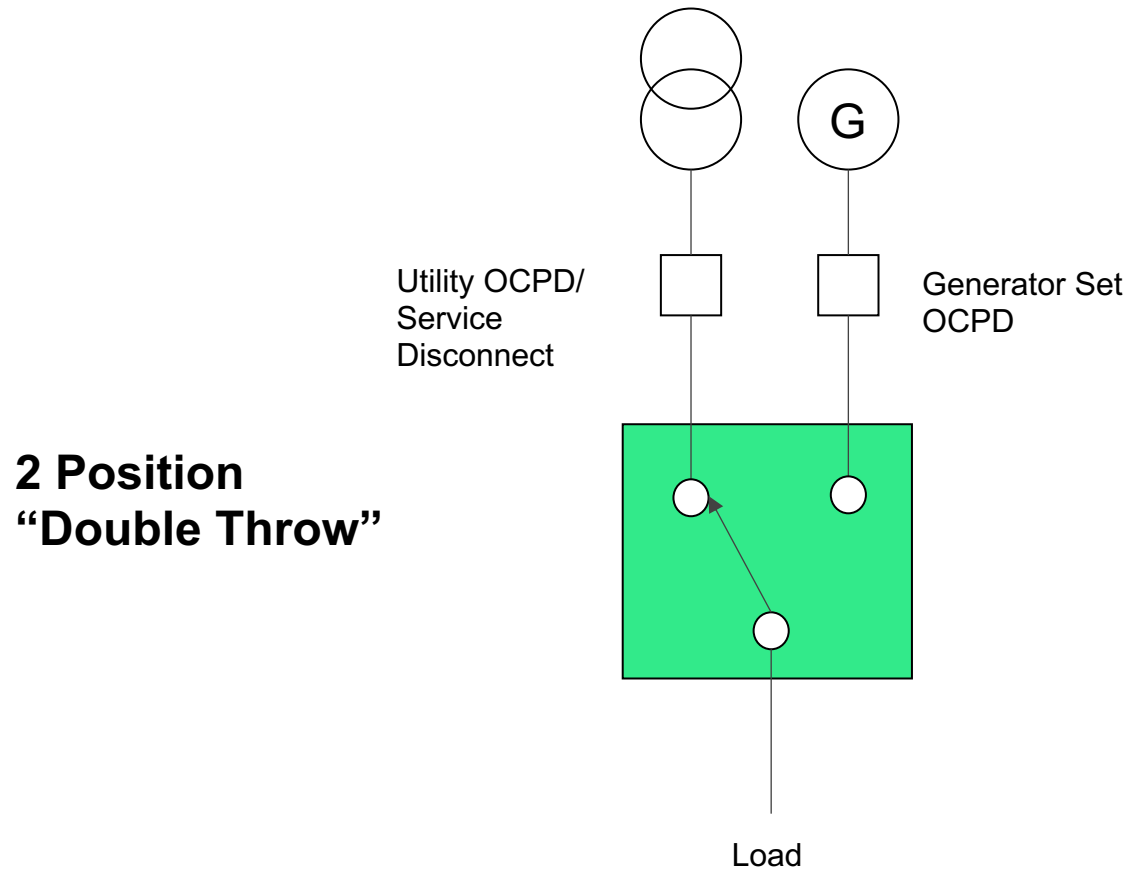 G
Utility OCPD/
Service
Disconnect
Generator Set
OCPD
2 Position
“Double Throw”
Load